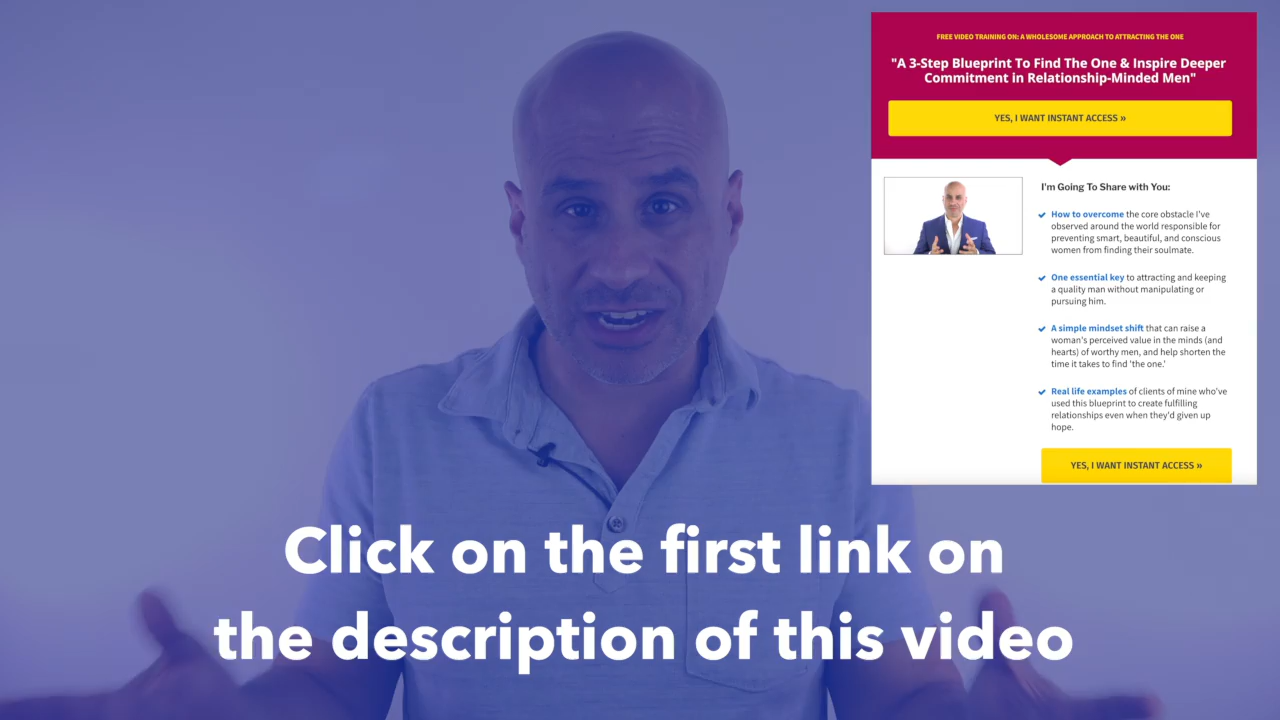 FREE VIDEO TRAINING ON: A WHOLESOME APPROACH TO ATTRACTING THE ONE
"A 3-Step Blueprint To Find The One & Inspire Deeper
Commitment in Relationship-Minded Men"
YES, I WANT INSTANT ACCESS »
I'm Going To Share with You:
How to overcome the core obstacle I've
observed around the world responsible for
preventing smart, beautiful, and conscious
women from finding their soulmate.
One essential key to attracting and keeping
a quality man without manipulating or
pursuing him.
A simple mindset shift that can raise a
woman's perceived value in the minds (and
hearts) of worthy men, and help shorten the
time it takes to find 'the one.'
Real life examples of clients of mine who've
used this blueprint to create fulfilling
relationships even when they'd given up
hope.
YES, I WANT INSTANT ACCESS »
Click on the first link on
the description of this video